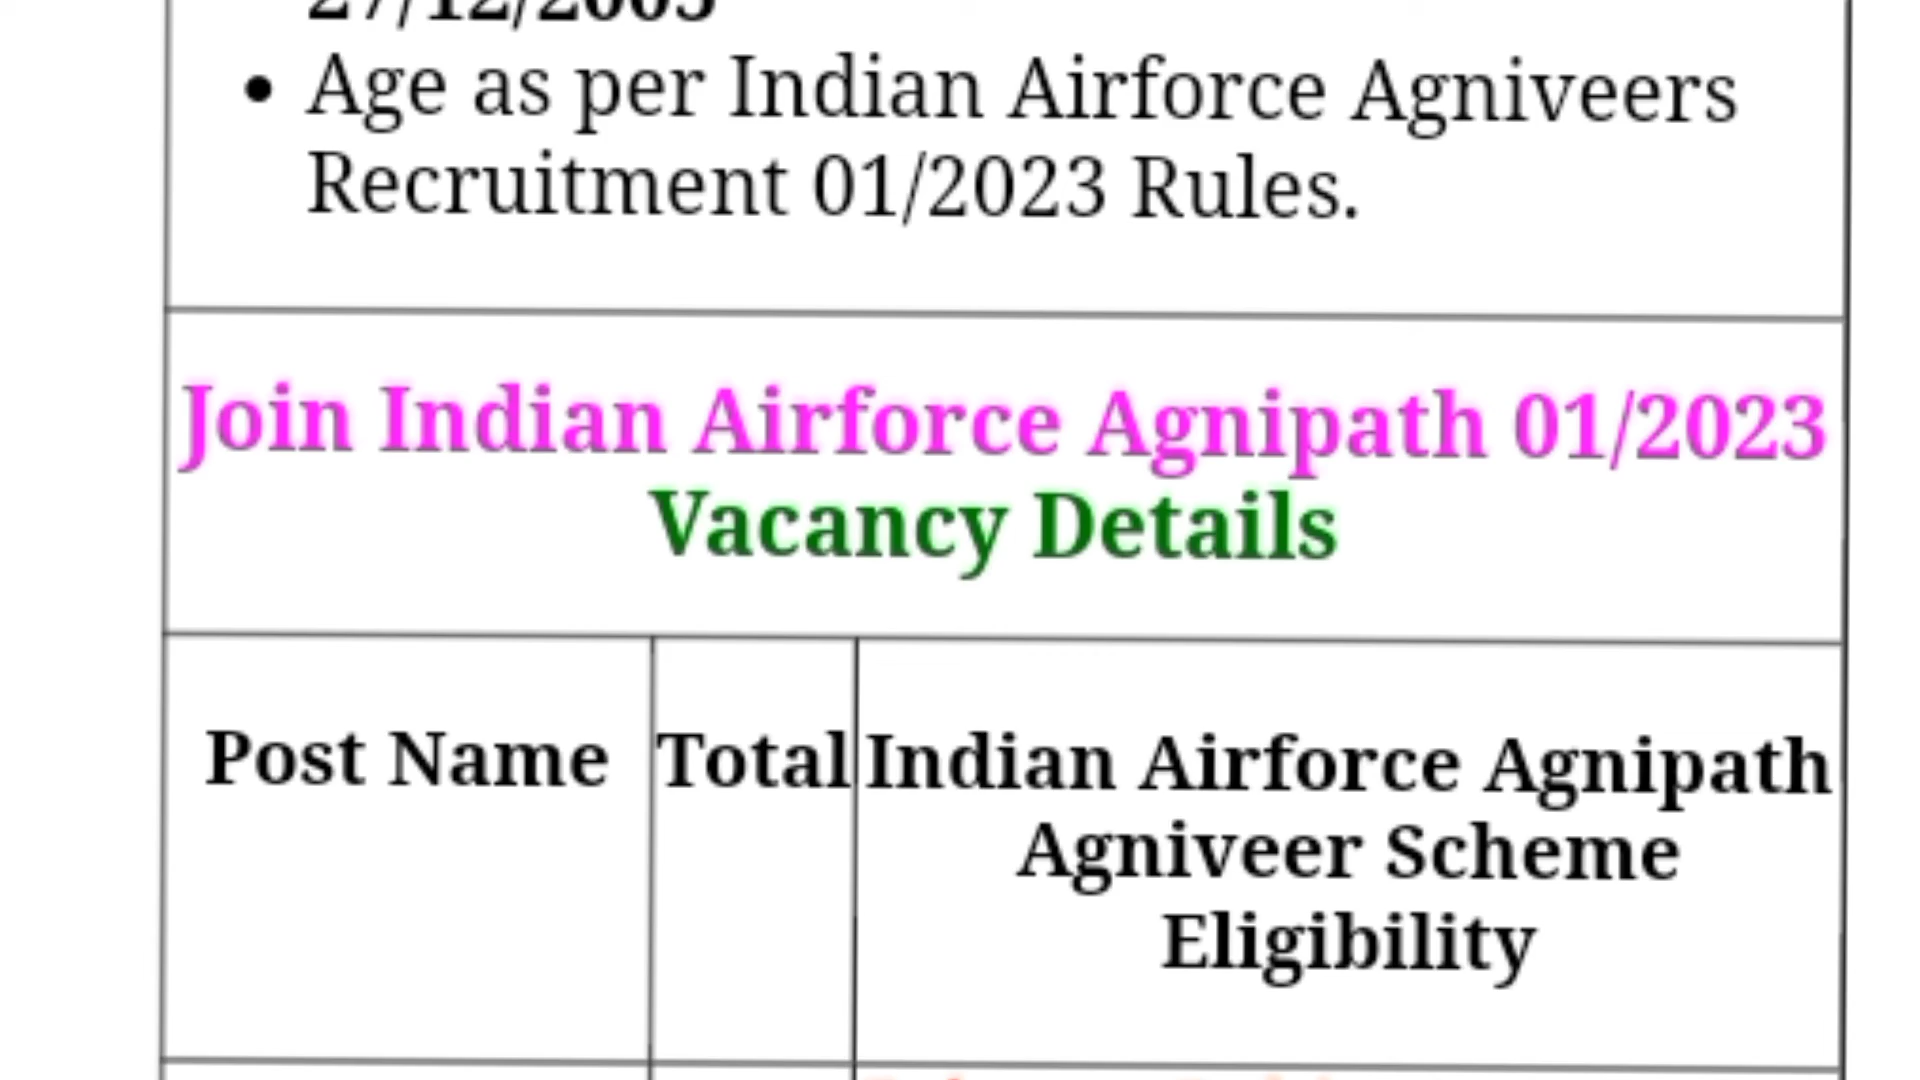 Age as per Indian Airforce Agniveers
Recruitment 01/2023 Rules.
Join Indian Airforce Agnipath 01/2023
Vacancy Details
Post Name
Total
Indian Airforce Agnipath
Agniveer Scheme
Eligibility